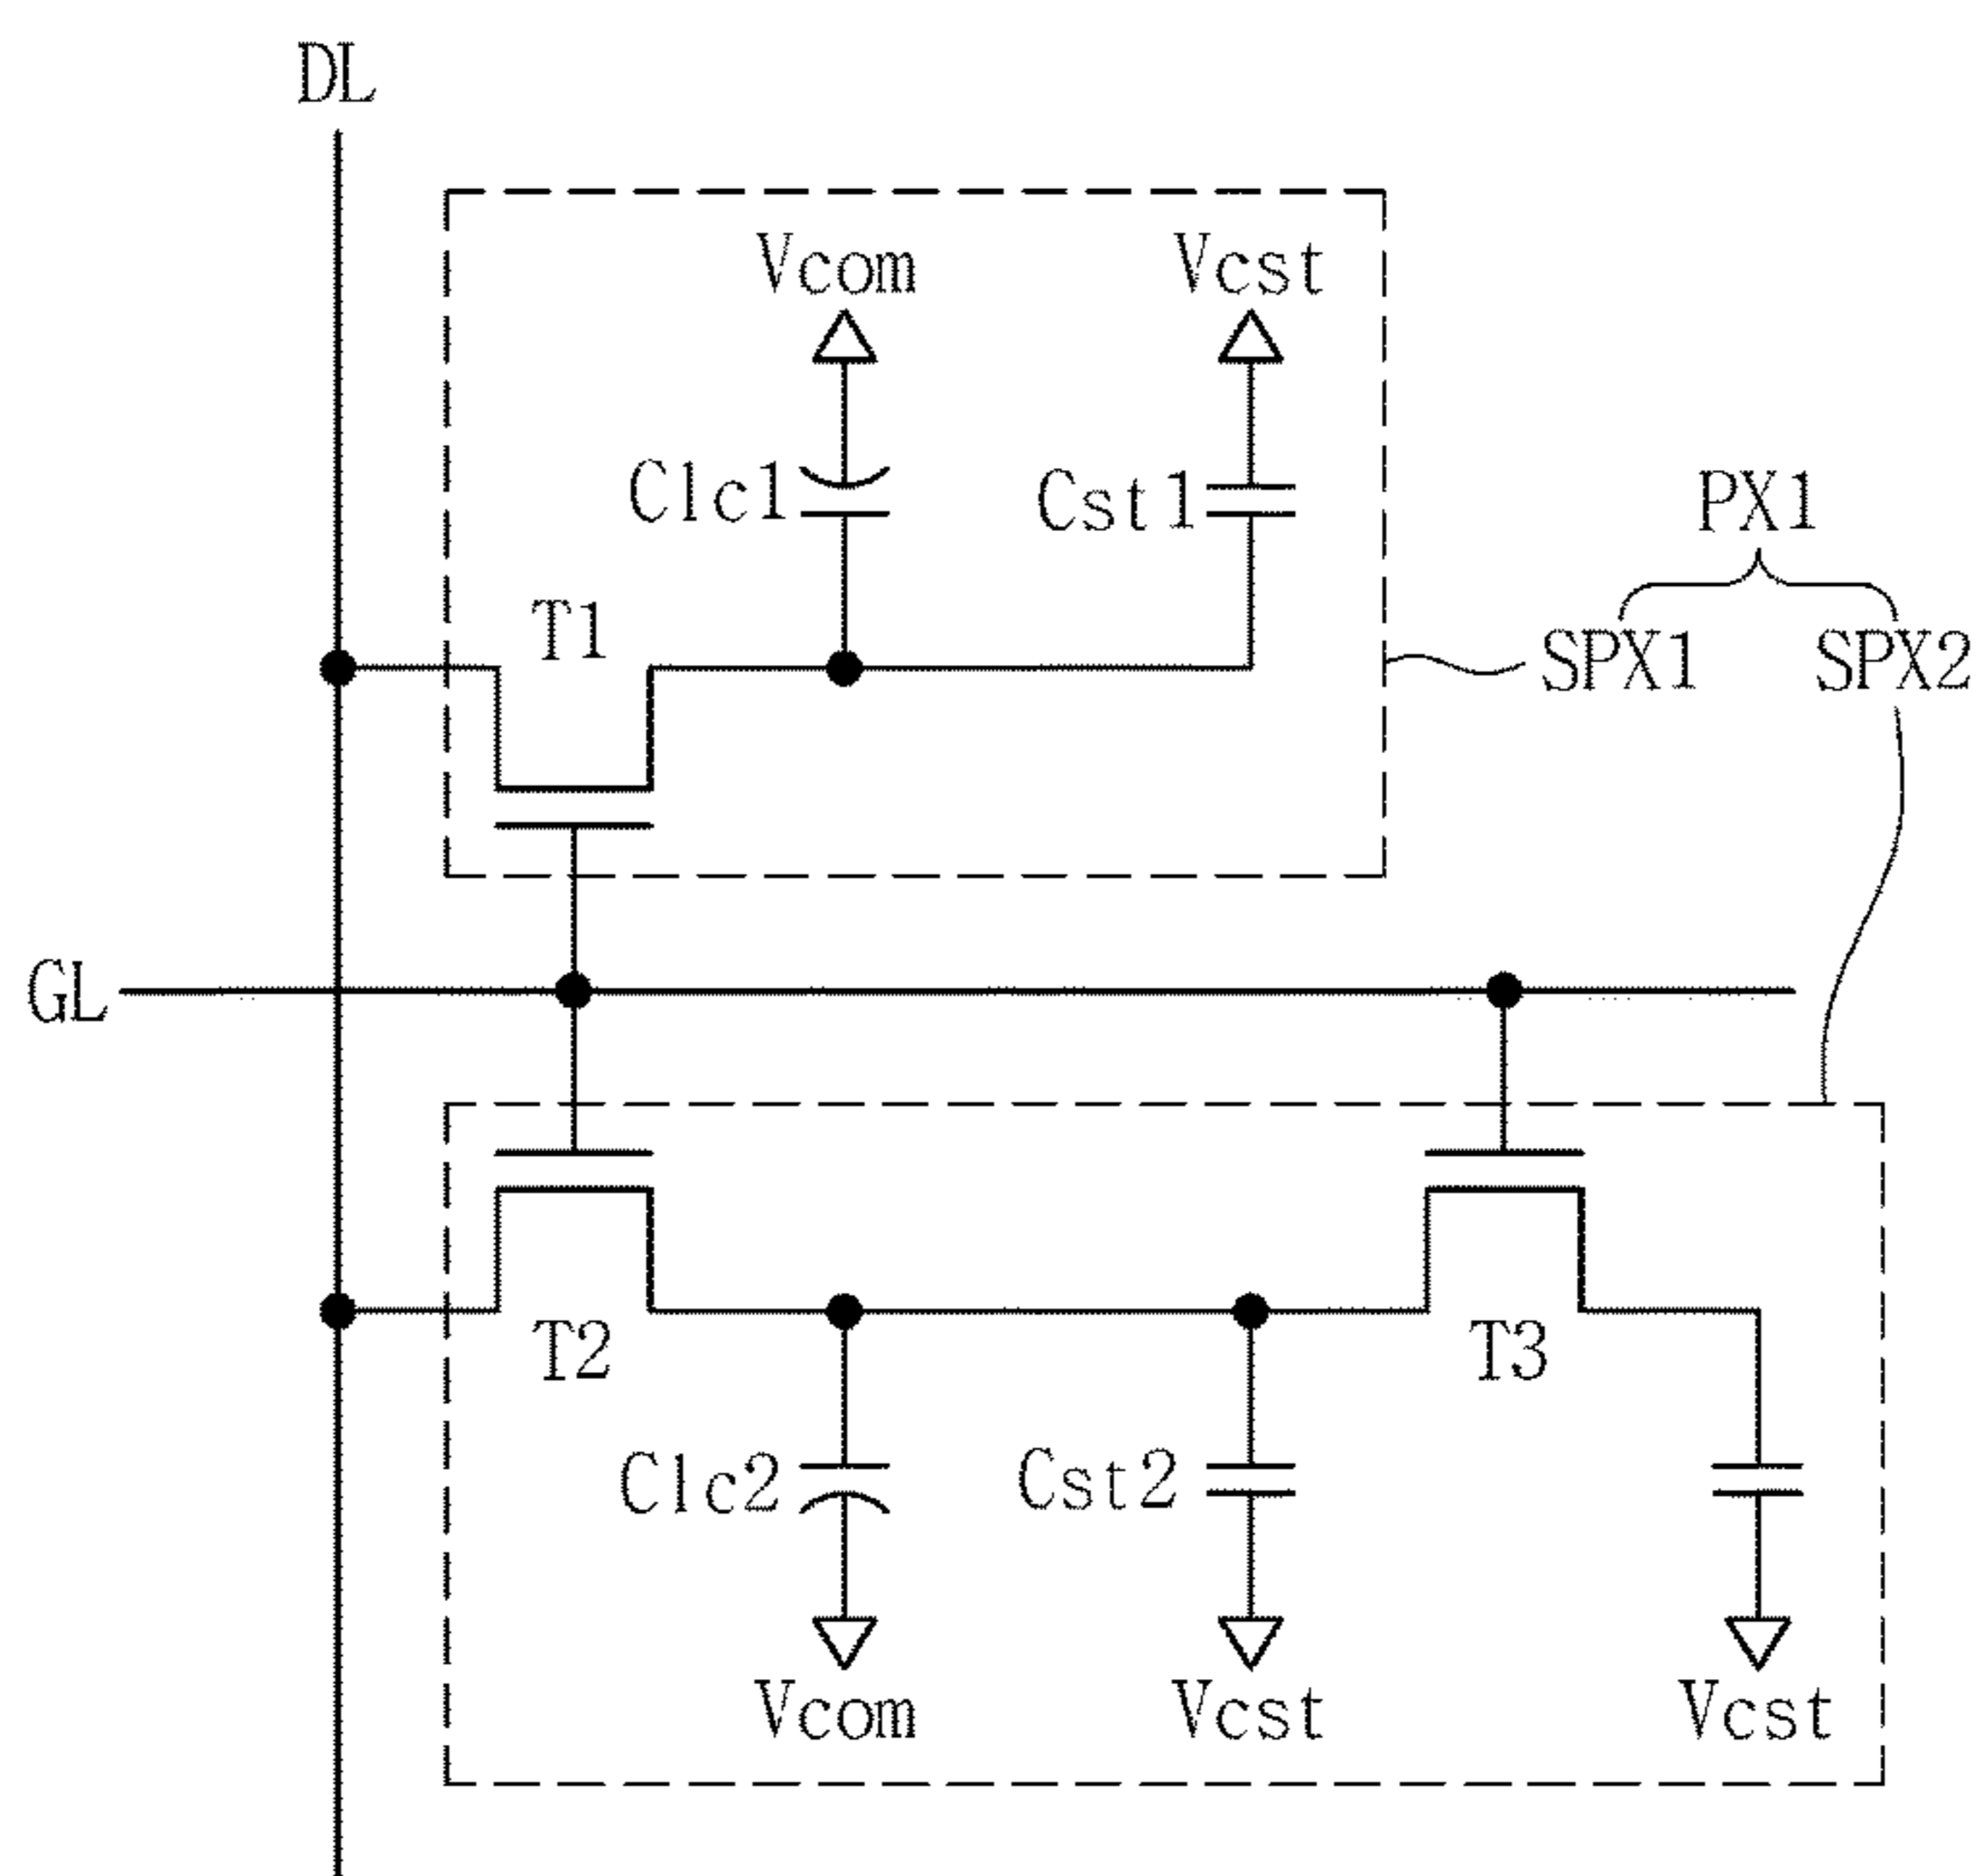 DL
Vcom Vcst
Clc1 Cst1
PX1
T1
SPX1 SPX2
GL
T2 T3
Clc2 Cst2
Vcom Vcst Vcst